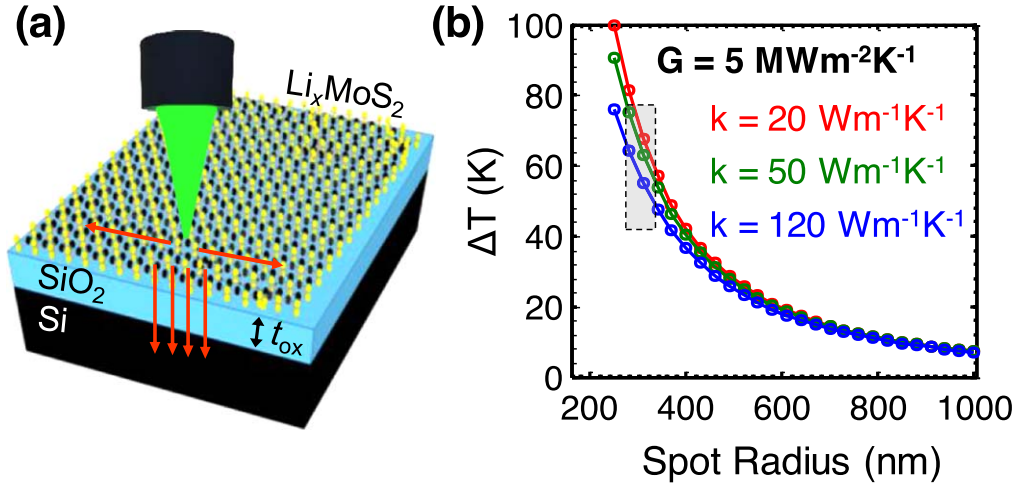 (a)
LiₓMoS₂
SiO₂
Si
tₒₓ
(b)
ΔT (K)
100
80
60
40
20
0
G = 5 MWm⁻²K⁻¹
k = 20 Wm⁻¹K⁻¹
k = 50 Wm⁻¹K⁻¹
k = 120 Wm⁻¹K⁻¹
200 400 600 800 1000
Spot Radius (nm)